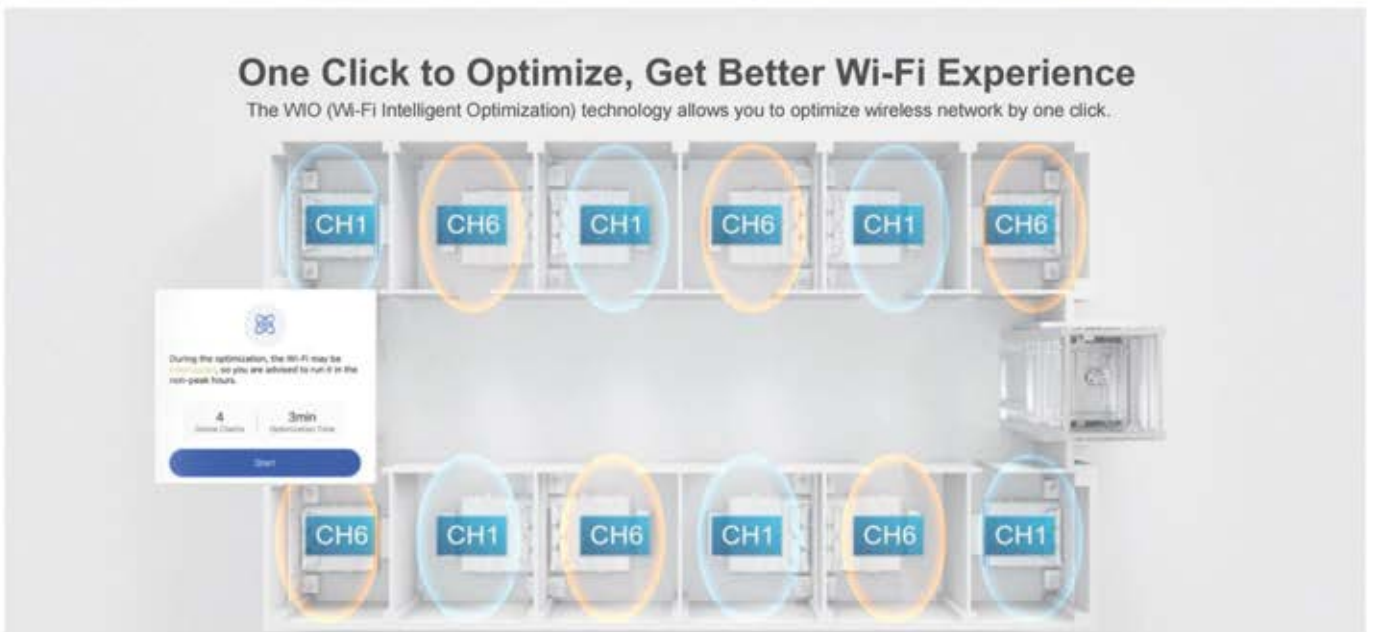 One Click to Optimize, Get Better Wi-Fi Experience
The WIO (Wi-Fi Intelligent Optimization) technology allows you to optimize wireless network by one click.
CH1 CH6 CH1 CH6 CH1 CH6
During the optimization, the Wi-Fi may be
, so you are advised to run it in the
non-peak hours.
4 3min
Optimization Time
Start
CH6 CH1 CH6 CH1 CH6 CH1